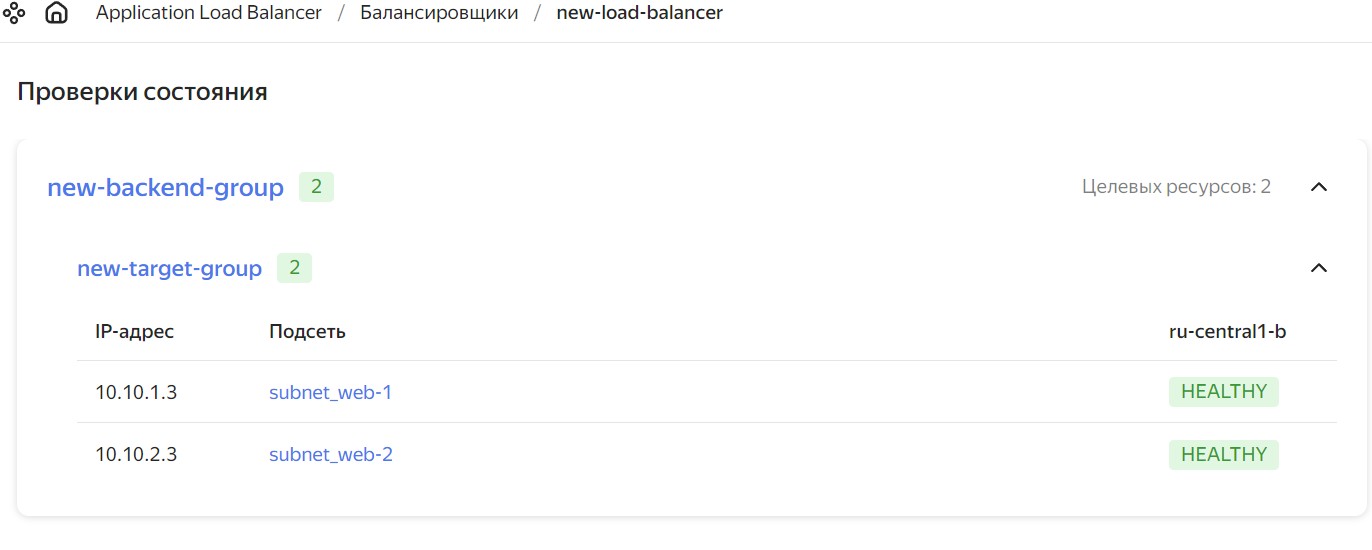 Application Load Balancer / Балансировщики / new-load-balancer
Проверки состояния
new-backend-group 2 Целевых ресурсов: 2
new-target-group 2
IP-адрес Подсеть ru-central1-b
10.10.1.3 subnet_web-1 HEALTHY
10.10.2.3 subnet_web-2 HEALTHY